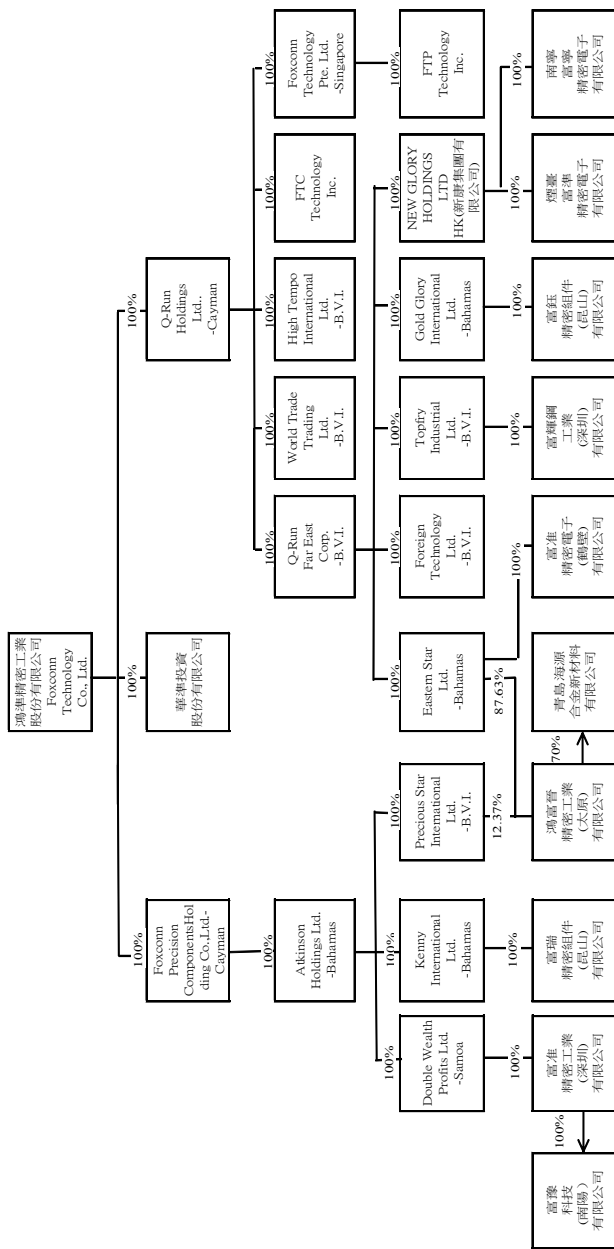 鴻準精密工業
股份有限公司
Foxconn
Technology
Co., Ltd.
100%
100%
100%
Foxconn
Precision
ComponentsHol
ding Co.,Ltd-
Cayman
華準投資
股份有限公司
Q-Run
Holdings
Ltd..
-Cayman
100%
100%
100%
100%
100%
100%
Atkinson
Holdings Ltd.
-Bahamas
Q-Run
Far East
Corp.
-B.V.I.
World Trade
Trading
Ltd.
-B.V.I.
High Tempo
International
Ltd.
-B.V.I.
FTC
Technology
Inc.
Foxconn
Technology
Pte. Ltd.
-Singapore
100%
100%
100%
100%
100%
100%
100%
100%
100%
Double Wealth
Profits Ltd.
-Samoa
Kenny
International
Ltd.
-Bahamas
Precious Star
International
Ltd.
-B.V.I.
Eastern Star
Ltd.
-Bahamas
Foreign
Technology
Ltd.
-B.V.I.
Topfry
Industrial
Ltd.
-B.V.I.
Gold Glory
International
Ltd.
-Bahamas
NEW GLORY
HOLDINGS
LTD
HK(新康集團有
限公司)
FTP
Technology
Inc.
100%
100%
12.37%
87.63%
100%
100%
100%
100%
100%
富豫
科技
(南陽)
有限公司
100%
富准
精密工業
(深圳)
有限公司
富瑞
精密組件
(昆山)
有限公司
鴻富晉
精密工業
(太原)
有限公司
70%
青島海源
合金新材料
有限公司
富准
精密電子
(鶴壁)
有限公司
富輝鋼
工業
(深圳)
有限公司
富鈺
精密組件
(昆山)
有限公司
煙臺
富準
精密電子
有限公司
南寧
富寧
精密電子
有限公司